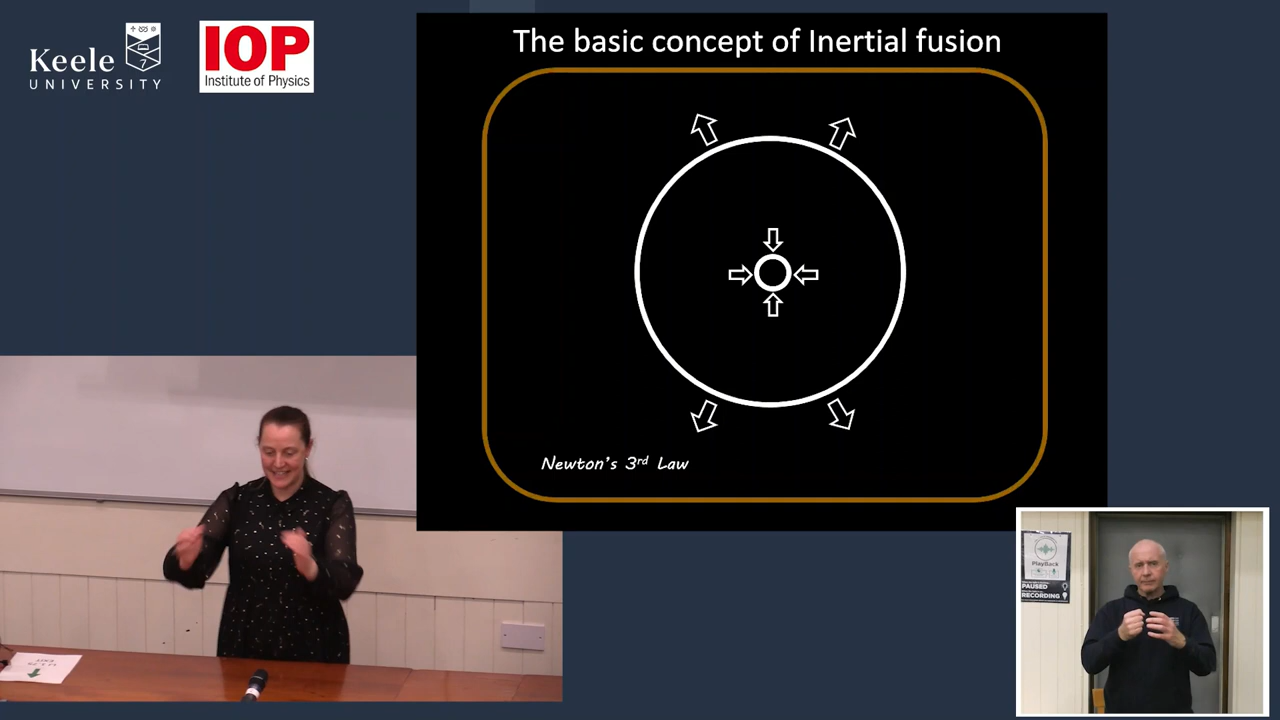 Keele
UNIVERSITY
IOP
Institute of Physics
The basic concept of Inertial fusion
Newton's 3rd Law
PlayBack
PAUSED
RECORDING